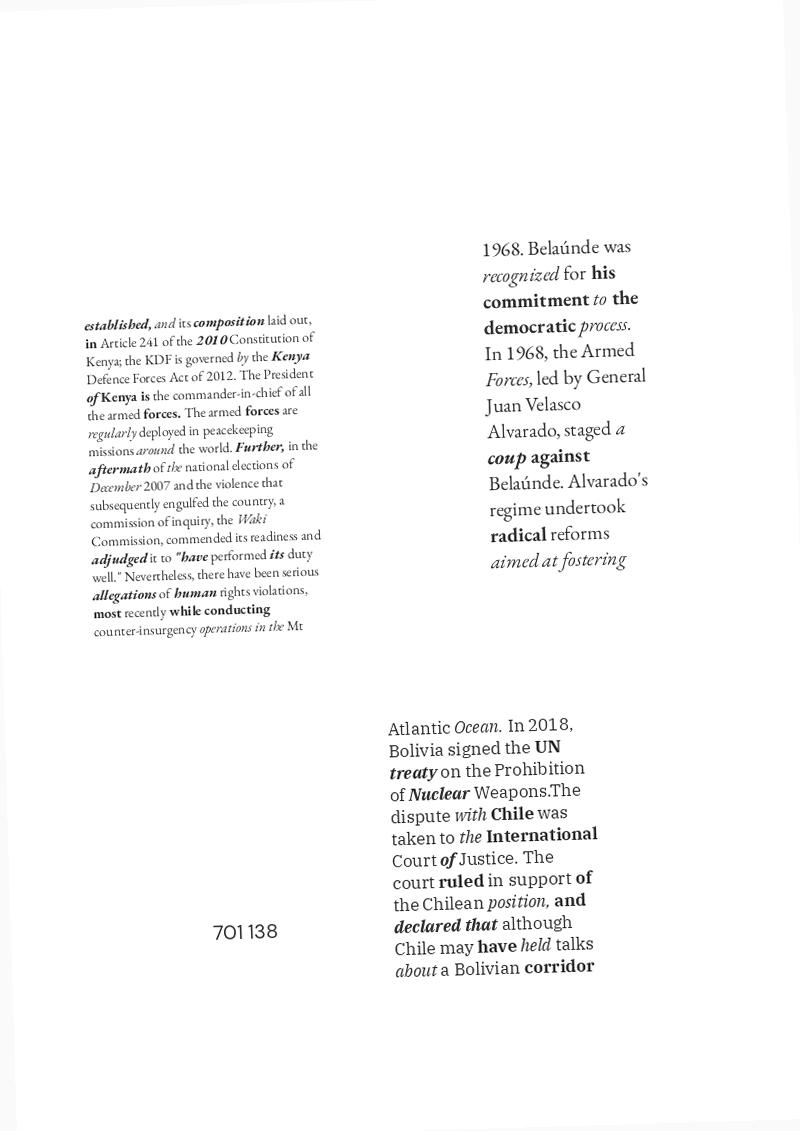 established, and its composition laid out,
in Article 241 of the 2010 Constitution of
Kenya; the KDF is governed by the Kenya
Defence Forces Act of 2012. The President
of Kenya is the commander-in-chief of all
the armed forces. The armed forces are
regularly deployed in peacekeeping
missions around the world. Further, in the
aftermath of the national elections of
December 2007 and the violence that
subsequently engulfed the country, a
commission of inquiry, the Waki
Commission, commended its readiness and
adjudged it to "have performed its duty
well." Nevertheless, there have been serious
allegations of human rights violations,
most recently while conducting
counter-insurgency operations in the Mt
1968. Belaúnde was
recognized for his
commitment to the
democratic process.
In 1968, the Armed
Forces, led by General
Juan Velasco
Alvarado, staged a
coup against
Belaúnde. Alvarado's
regime undertook
radical reforms
aimed at fostering
Atlantic Ocean. In 2018,
Bolivia signed the UN
treaty on the Prohibition
of Nuclear Weapons.The
dispute with Chile was
taken to the International
Court of Justice. The
court ruled in support of
the Chilean position, and
declared that although
Chile may have held talks
about a Bolivian corridor
701 138